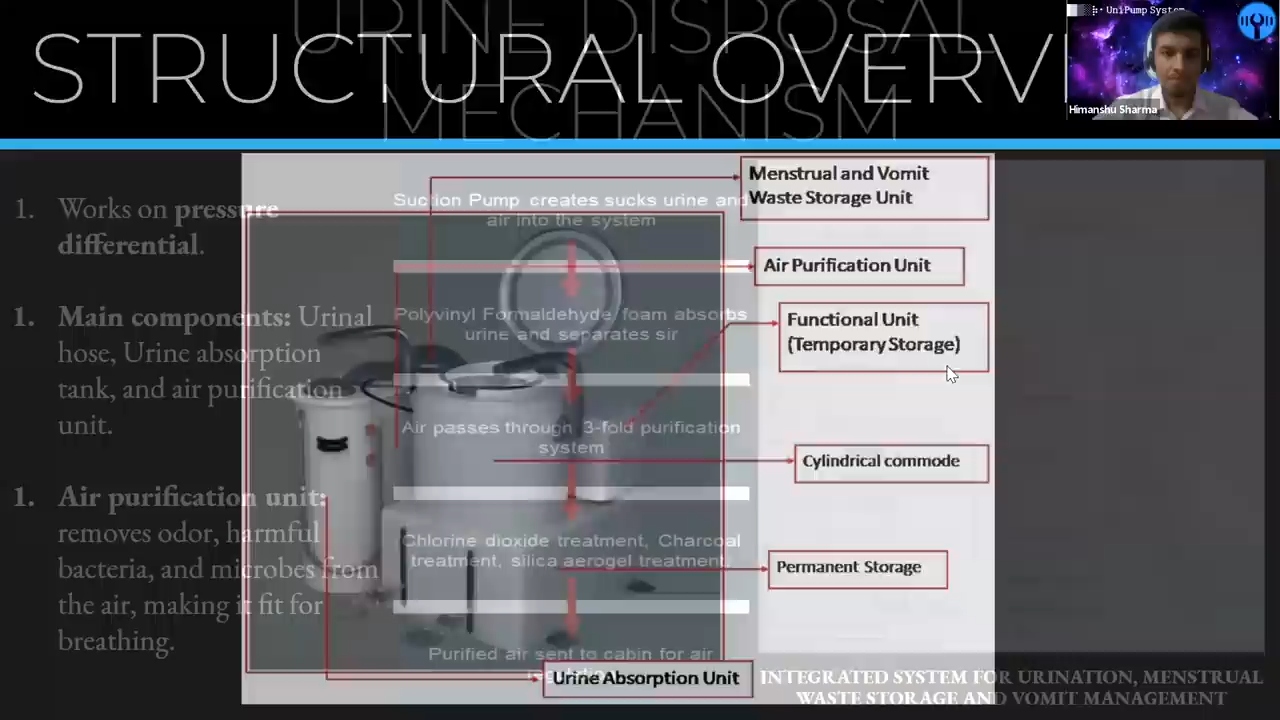 URINE DISPOSAL
MECHANISM
STRUCTURAL OVERV
UniPump System
Himanshu Sharma
1. Works on pressure
differential.
1. Main components: Urinal
hose, Urine absorption
tank, and air purification
unit.
1. Air purification unit:
removes odor, harmful
bacteria, and microbes from
the air, making it fit for
breathing.
Suction Pump creates sucks urine and
air into the system
Polyvinyl Formaldehyde foam absorbs
urine and separates sir
Air passes through 3-fold purification
system
Chlorine dioxide treatment, Charcoal
treatment, silica aerogel treatment
Purified air sent to cabin for air
Menstrual and Vomit
Waste Storage Unit
Air Purification Unit
Functional Unit
(Temporary Storage)
Cylindrical commode
Permanent Storage
Urine Absorption Unit
INTEGRATED SYSTEM FOR URINATION, MENSTRUAL
WASTE STORAGE AND VOMIT MANAGEMENT